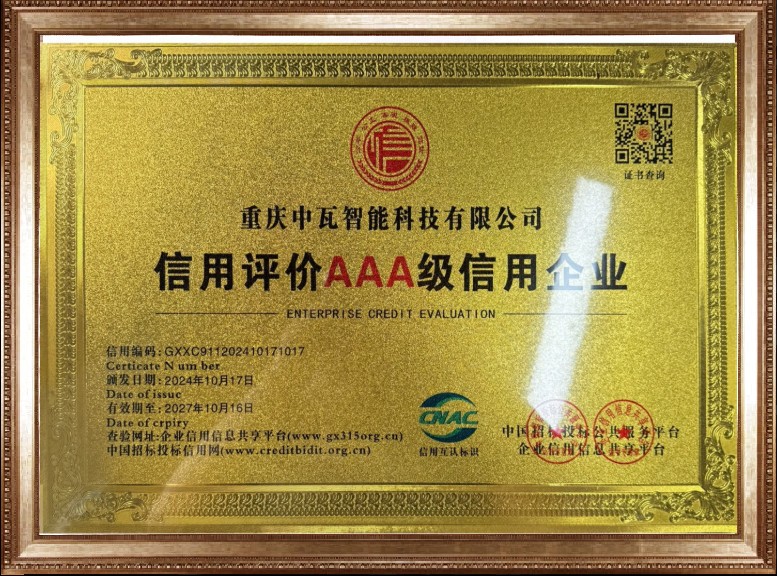 证书查询
重庆中瓦智能科技有限公司
信用评价AAA级信用企业
ENTERPRISE CREDIT EVALUATION
信用编码:GXXC911202410171017
Certicate N um ber
颁发日期:2024年10月17日
Date of issuc
有效期至:2027年10月16日
Date of crpiry
查验网址:企业信用信息共享平台(www.gx315org.cn)
中国招标投标信用网(www.creditbidit.org.cn)
CNAC
信用互认标识
中国招标投标公共服务平台
企业信用信息共享平台